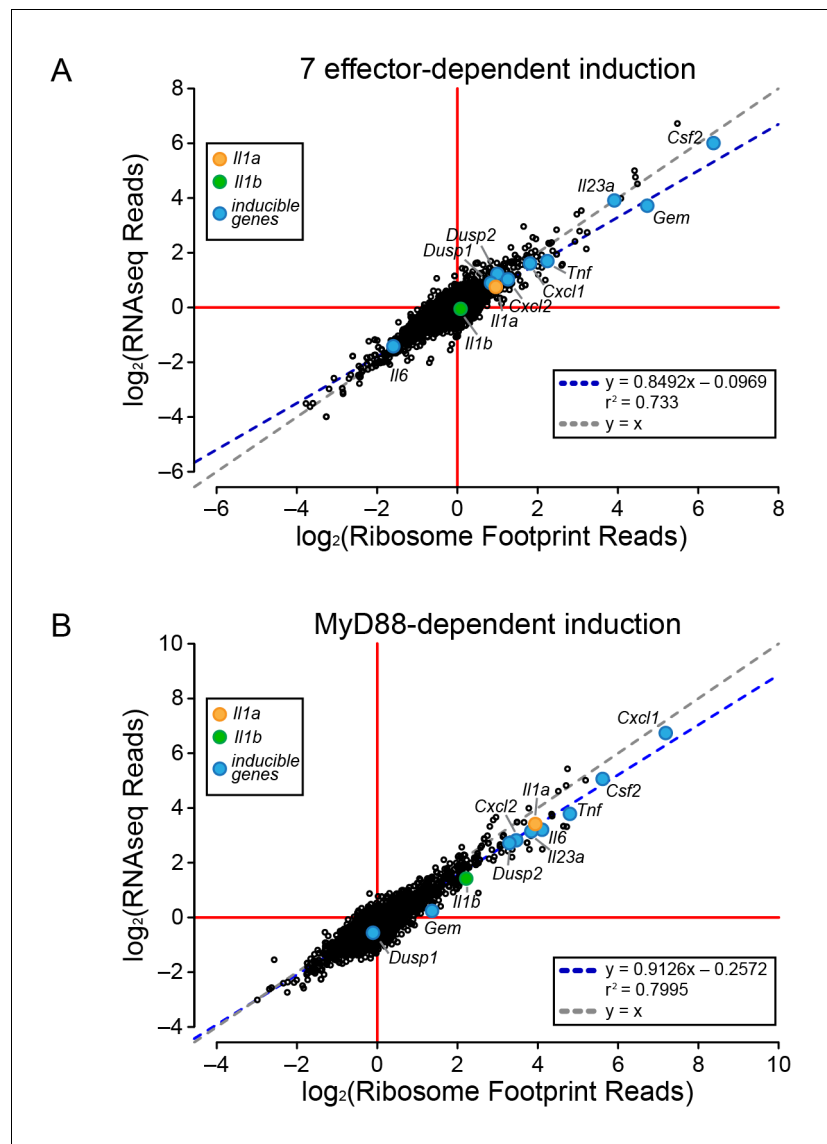 A
7 effector-dependent induction
8
6
4
2
0
–2
–4
–6
log2(RNAseq Reads)
Il1a
Il1b
inducible
genes
Csf2
Il23a
Gem
Dusp2
Dusp1
Tnf
Cxcl1
Cxcl2
Il1a
Il1b
Il6
y = 0.8492x – 0.0969
r² = 0.733
y = x
–6 –4 –2 0 2 4 6 8
log2(Ribosome Footprint Reads)
B
MyD88-dependent induction
10
8
6
4
2
0
–2
–4
log2(RNAseq Reads)
Il1a
Il1b
inducible
genes
Cxcl1
Csf2
Il1a
Cxcl2
Tnf
Il6
Il23a
Dusp2
Il1b
Gem
Dusp1
y = 0.9126x – 0.2572
r² = 0.7995
y = x
–4 –2 0 2 4 6 8 10
log2(Ribosome Footprint Reads)